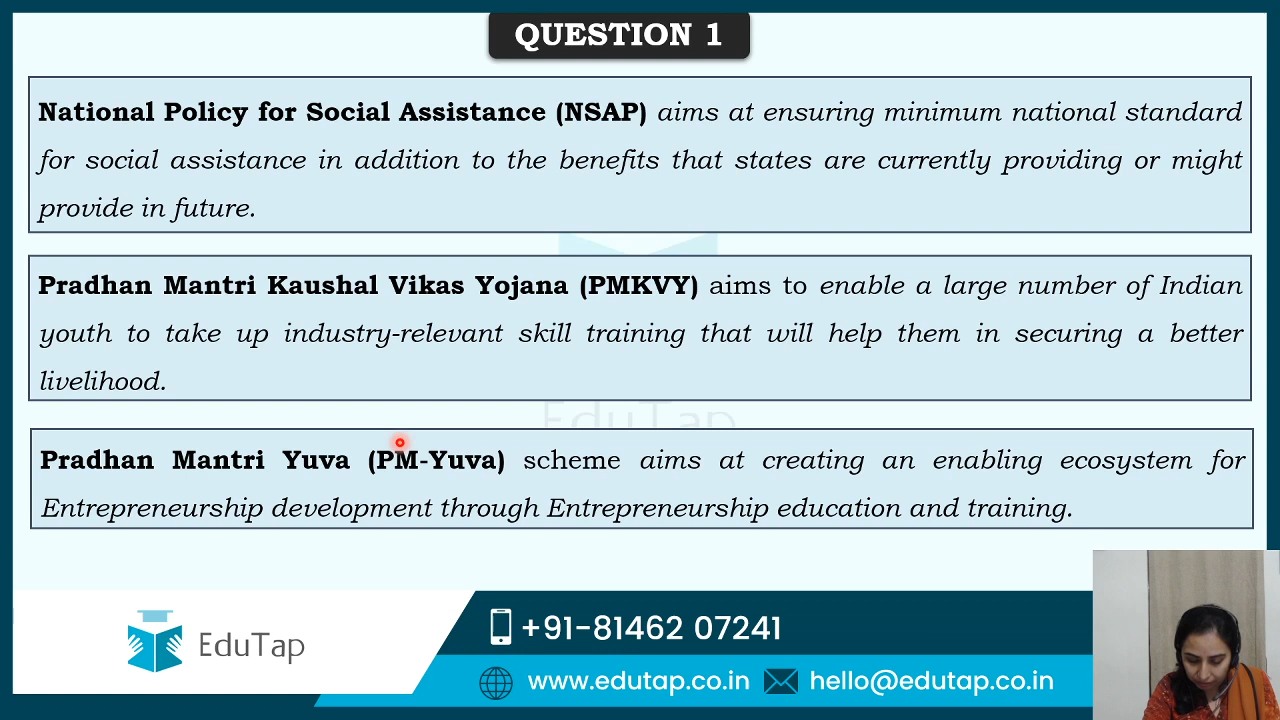 QUESTION 1
National Policy for Social Assistance (NSAP) aims at ensuring minimum national standard
for social assistance in addition to the benefits that states are currently providing or might
provide in future.
Pradhan Mantri Kaushal Vikas Yojana (PMKVY) aims to enable a large number of Indian
youth to take up industry-relevant skill training that will help them in securing a better
livelihood.
EduTap
Pradhan Mantri Yuva (PM-Yuva) scheme aims at creating an enabling ecosystem for
Entrepreneurship development through Entrepreneurship education and training.
EduTap
+91-81462 07241
www.edutap.co.in
hello@edutap.co.in